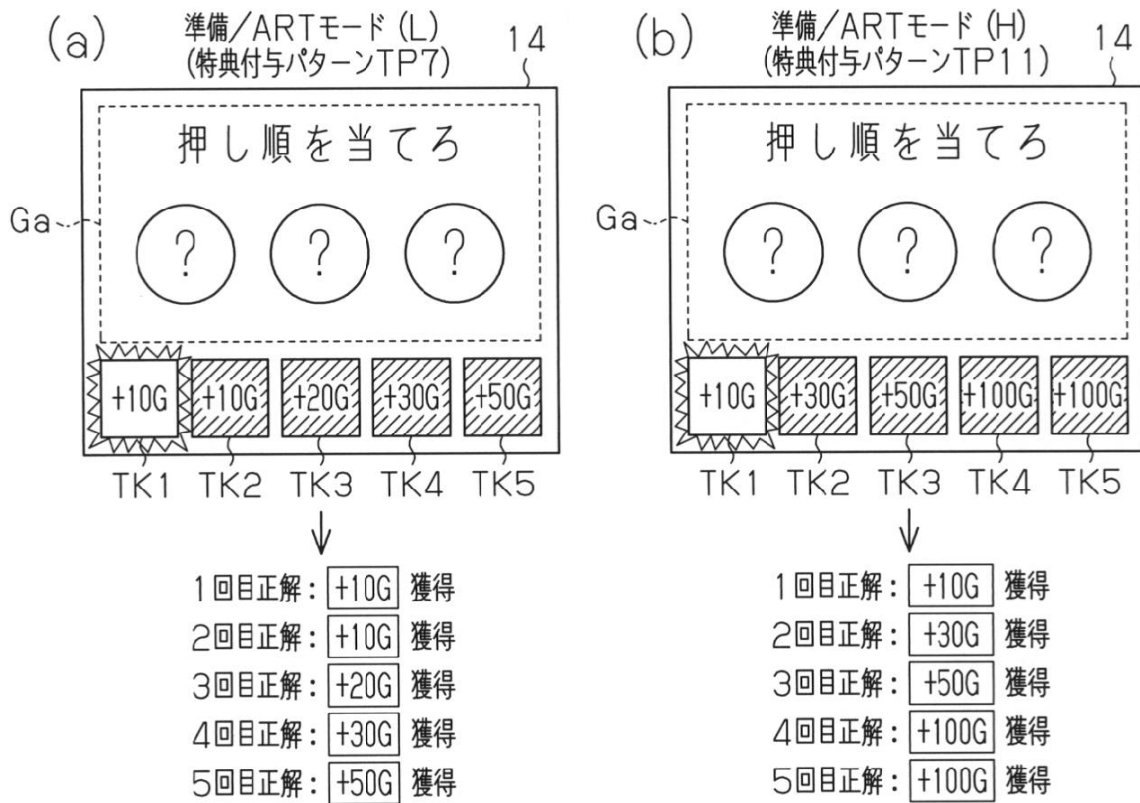 (a)
準備/ARTモード(L)
(特典付与パターンTP7)
14
押し順を当てろ
Ga
? ? ?
+10G +10G +20G +30G +50G
TK1 TK2 TK3 TK4 TK5
1回目正解:+10G 獲得
2回目正解:+10G 獲得
3回目正解:+20G 獲得
4回目正解:+30G 獲得
5回目正解:+50G 獲得
(b)
準備/ARTモード(H)
(特典付与パターンTP11)
14
押し順を当てろ
Ga
? ? ?
+10G +30G +50G +100G +100G
TK1 TK2 TK3 TK4 TK5
1回目正解:+10G 獲得
2回目正解:+30G 獲得
3回目正解:+50G 獲得
4回目正解:+100G 獲得
5回目正解:+100G 獲得